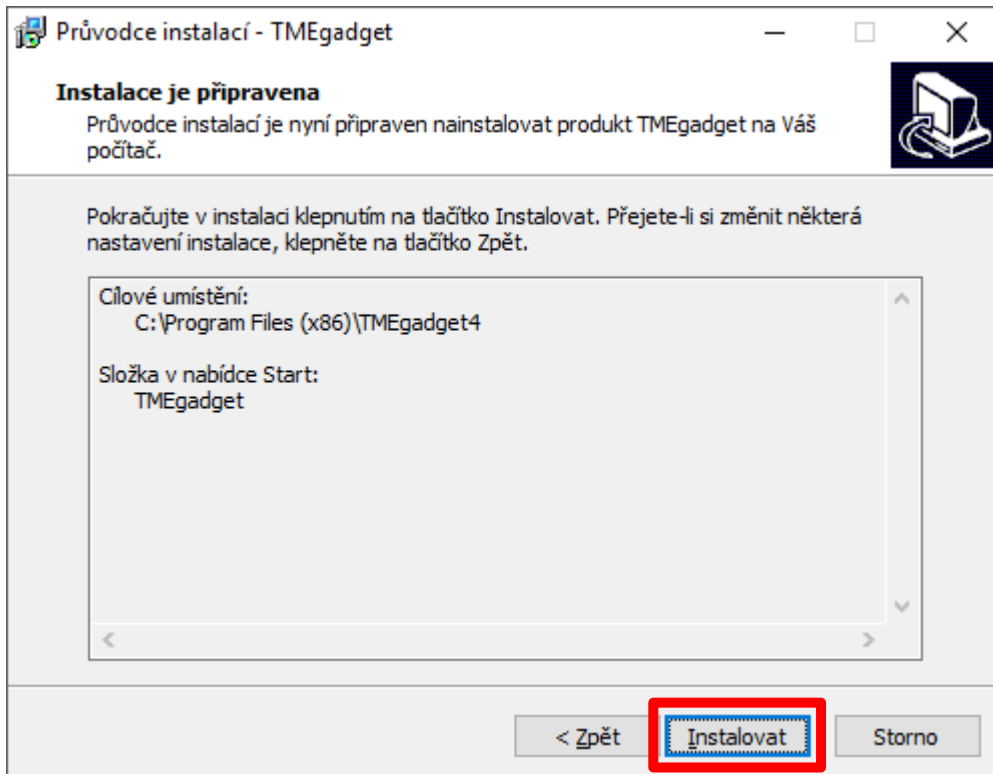 Průvodce instalací - TMEgadget
Instalace je připravena
Průvodce instalací je nyní připraven nainstalovat produkt TMEgadget na Váš
počítač.
Pokračujte v instalaci klepnutím na tlačítko Instalovat. Přejete-li si změnit některá
nastavení instalace, klepněte na tlačítko Zpět.
Cílové umístění:
C:\Program Files (x86)\TMEgadget4
Složka v nabídce Start:
TMEgadget
< Zpět
Instalovat
Storno